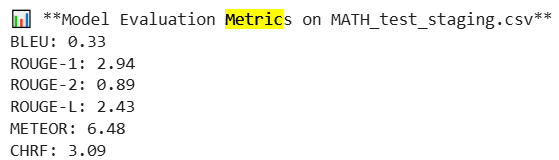 📊 **Model Evaluation Metrics on MATH_test_staging.csv**
BLEU: 0.33
ROUGE-1: 2.94
ROUGE-2: 0.89
ROUGE-L: 2.43
METEOR: 6.48
CHRF: 3.09